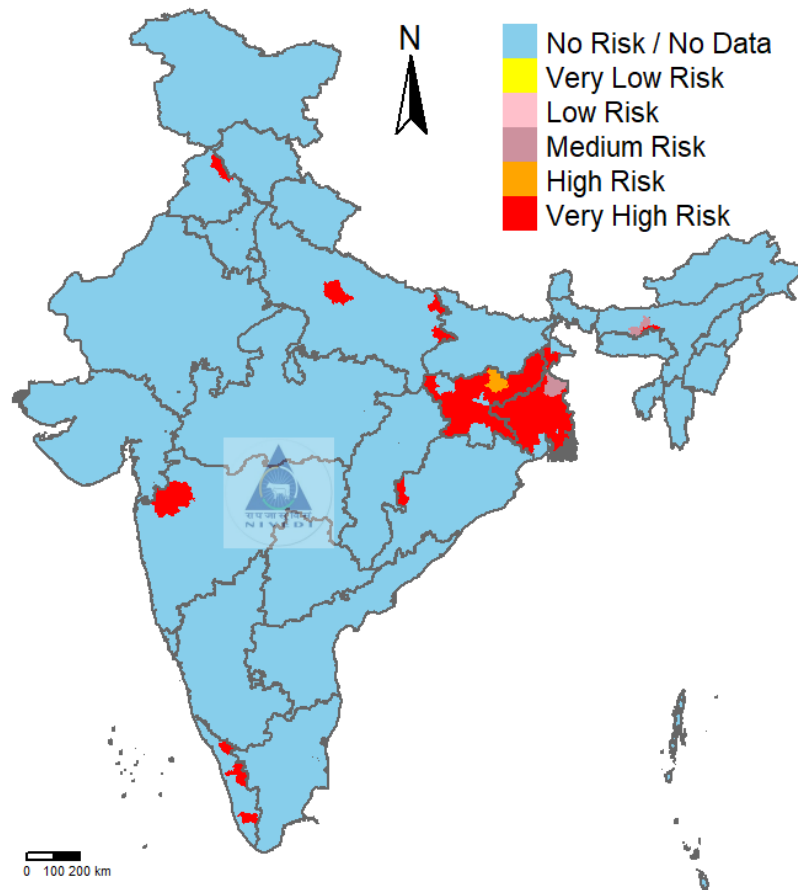 N
No Risk / No Data
Very Low Risk
Low Risk
Medium Risk
High Risk
Very High Risk
NIVEDI
0 100 200 km